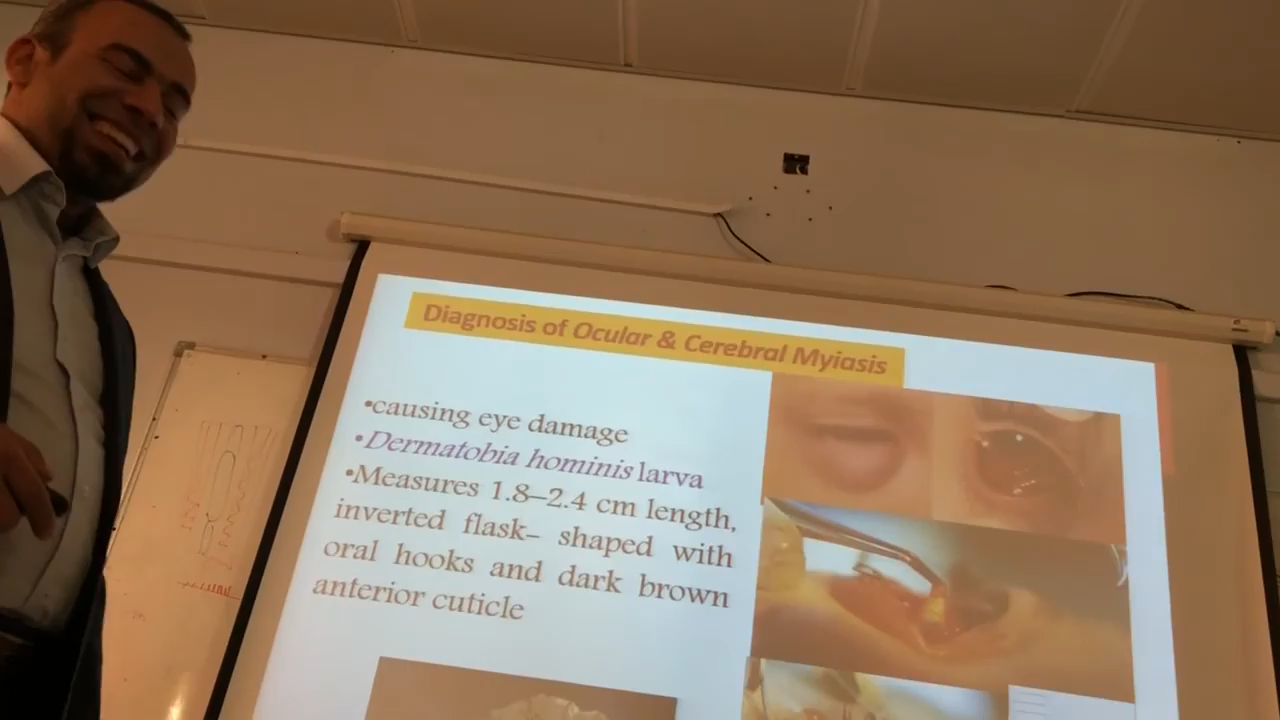 Diagnosis of Ocular & Cerebral Myiasis
•causing eye damage
•Dermatobia hominis larva
•Measures 1.8–2.4 cm length,
inverted flask– shaped with
oral hooks and dark brown
anterior cuticle